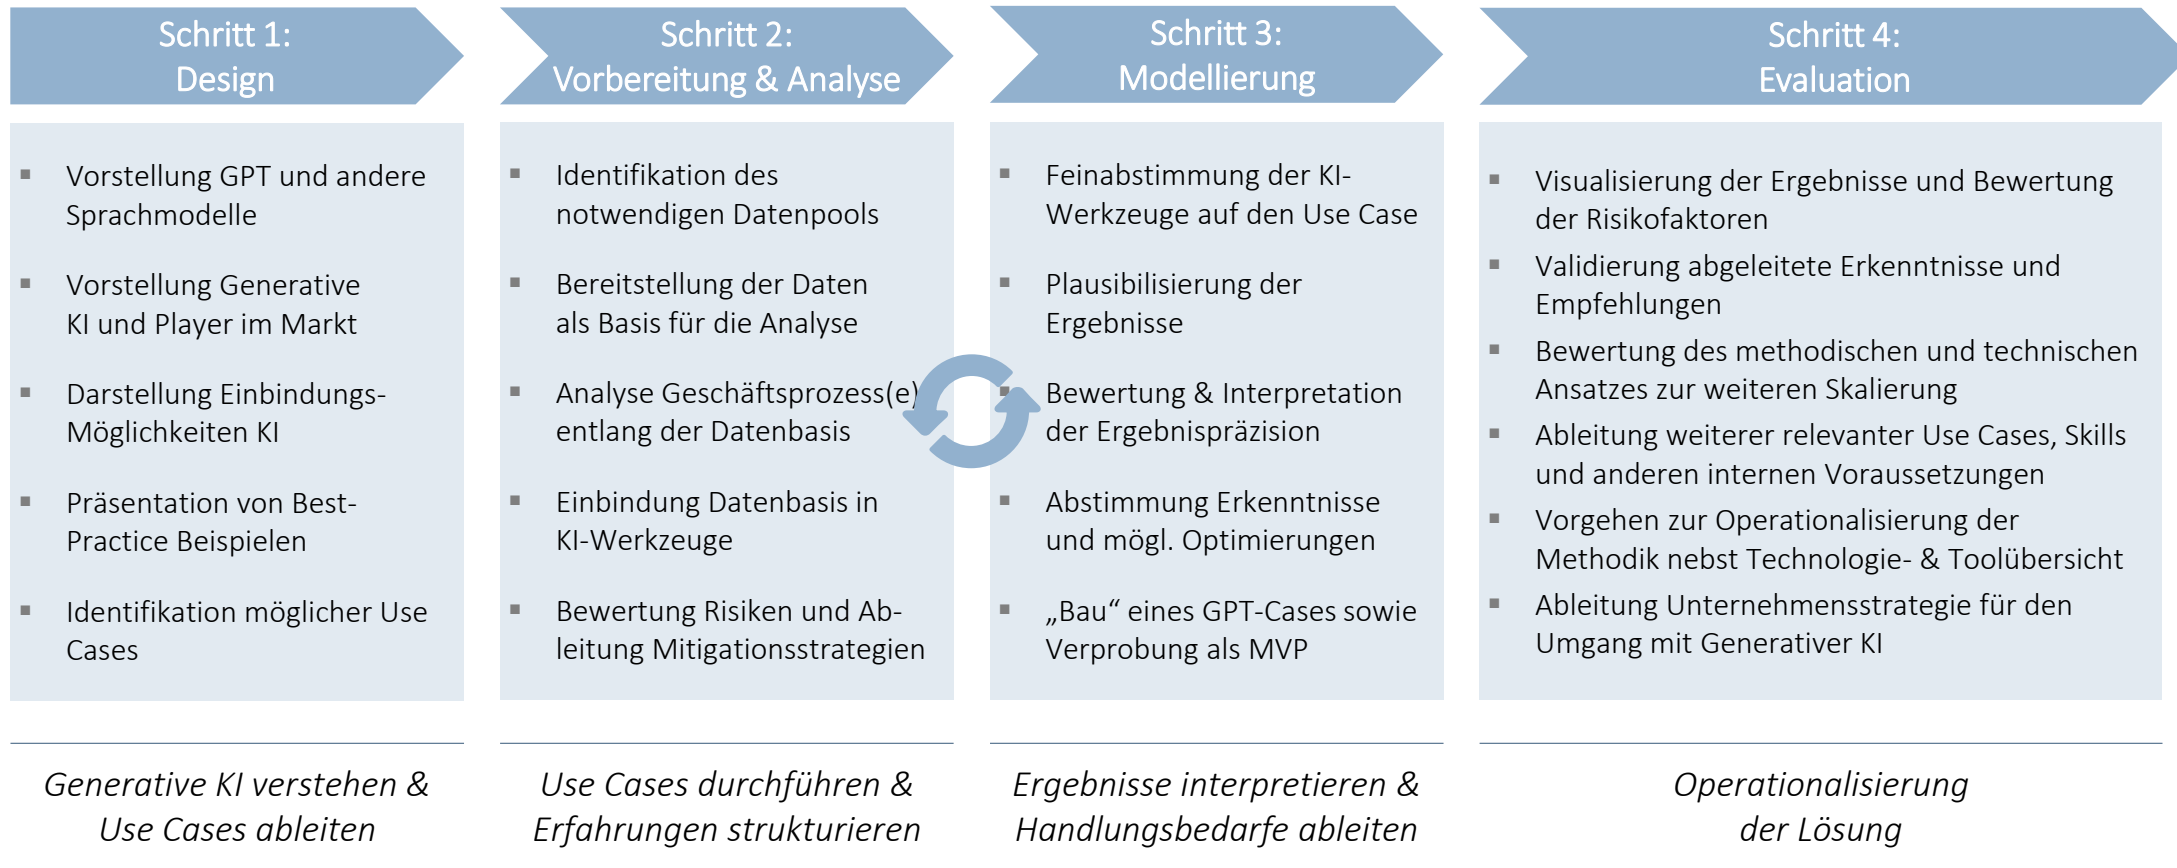 Schritt 1:
Design
Vorstellung GPT und andere
Sprachmodelle
Vorstellung Generative
KI und Player im Markt
Darstellung Einbindungs-
Möglichkeiten KI
Präsentation von Best-
Practice Beispielen
Identifikation möglicher Use
Cases
Generative KI verstehen &
Use Cases ableiten
Schritt 2:
Vorbereitung & Analyse
Identifikation des
notwendigen Datenpools
Bereitstellung der Daten
als Basis für die Analyse
Analyse Geschäftsprozess(e)
entlang der Datenbasis
Einbindung Datenbasis in
KI-Werkzeuge
Bewertung Risiken und Ab-
leitung Mitigationsstrategien
Use Cases durchführen &
Erfahrungen strukturieren
Schritt 3:
Modellierung
Feinabstimmung der KI-
Werkzeuge auf den Use Case
Plausibilisierung der
Ergebnisse
Bewertung & Interpretation
der Ergebnispräzision
Abstimmung Erkenntnisse
und mögl. Optimierungen
„Bau“ eines GPT-Cases sowie
Verprobung als MVP
Ergebnisse interpretieren &
Handlungsbedarfe ableiten
Schritt 4:
Evaluation
Visualisierung der Ergebnisse und Bewertung
der Risikofaktoren
Validierung abgeleitete Erkenntnisse und
Empfehlungen
Bewertung des methodischen und technischen
Ansatzes zur weiteren Skalierung
Ableitung weiterer relevanter Use Cases, Skills
und anderen internen Voraussetzungen
Vorgehen zur Operationalisierung der
Methodik nebst Technologie- & Toolübersicht
Ableitung Unternehmensstrategie für den
Umgang mit Generativer KI
Operationalisierung
der Lösung